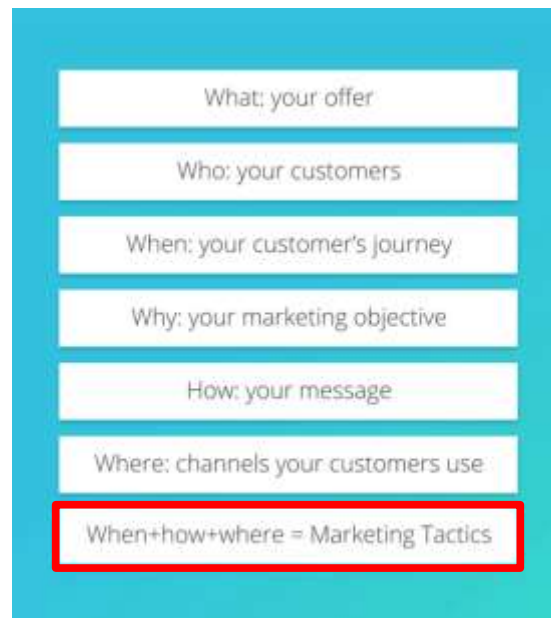 What: your offer
Who: your customers
When: your customer's journey
Why: your marketing objective
How: your message
Where: channels your customers use
When+how+where = Marketing Tactics